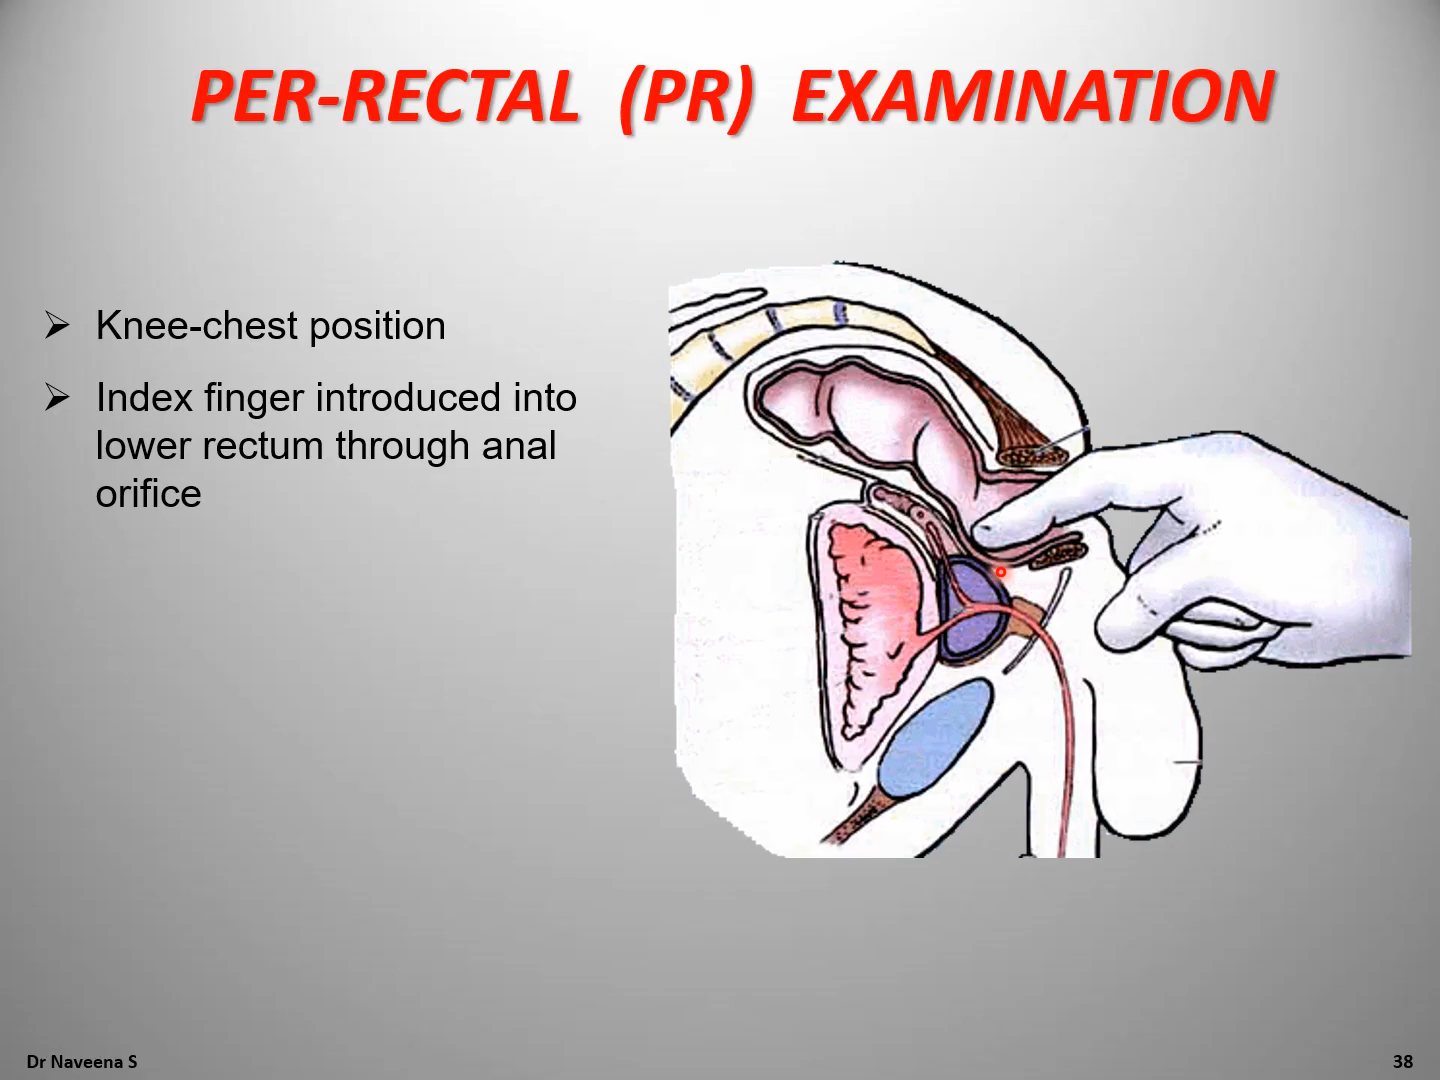 PER-RECTAL (PR) EXAMINATION
Knee-chest position
Index finger introduced into
lower rectum through anal
orifice
Dr Naveena S
38